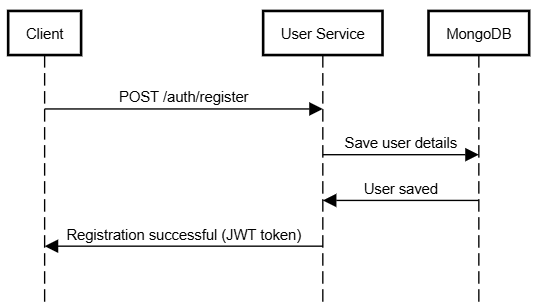 Client
User Service
MongoDB
POST /auth/register
Save user details
User saved
Registration successful (JWT token)